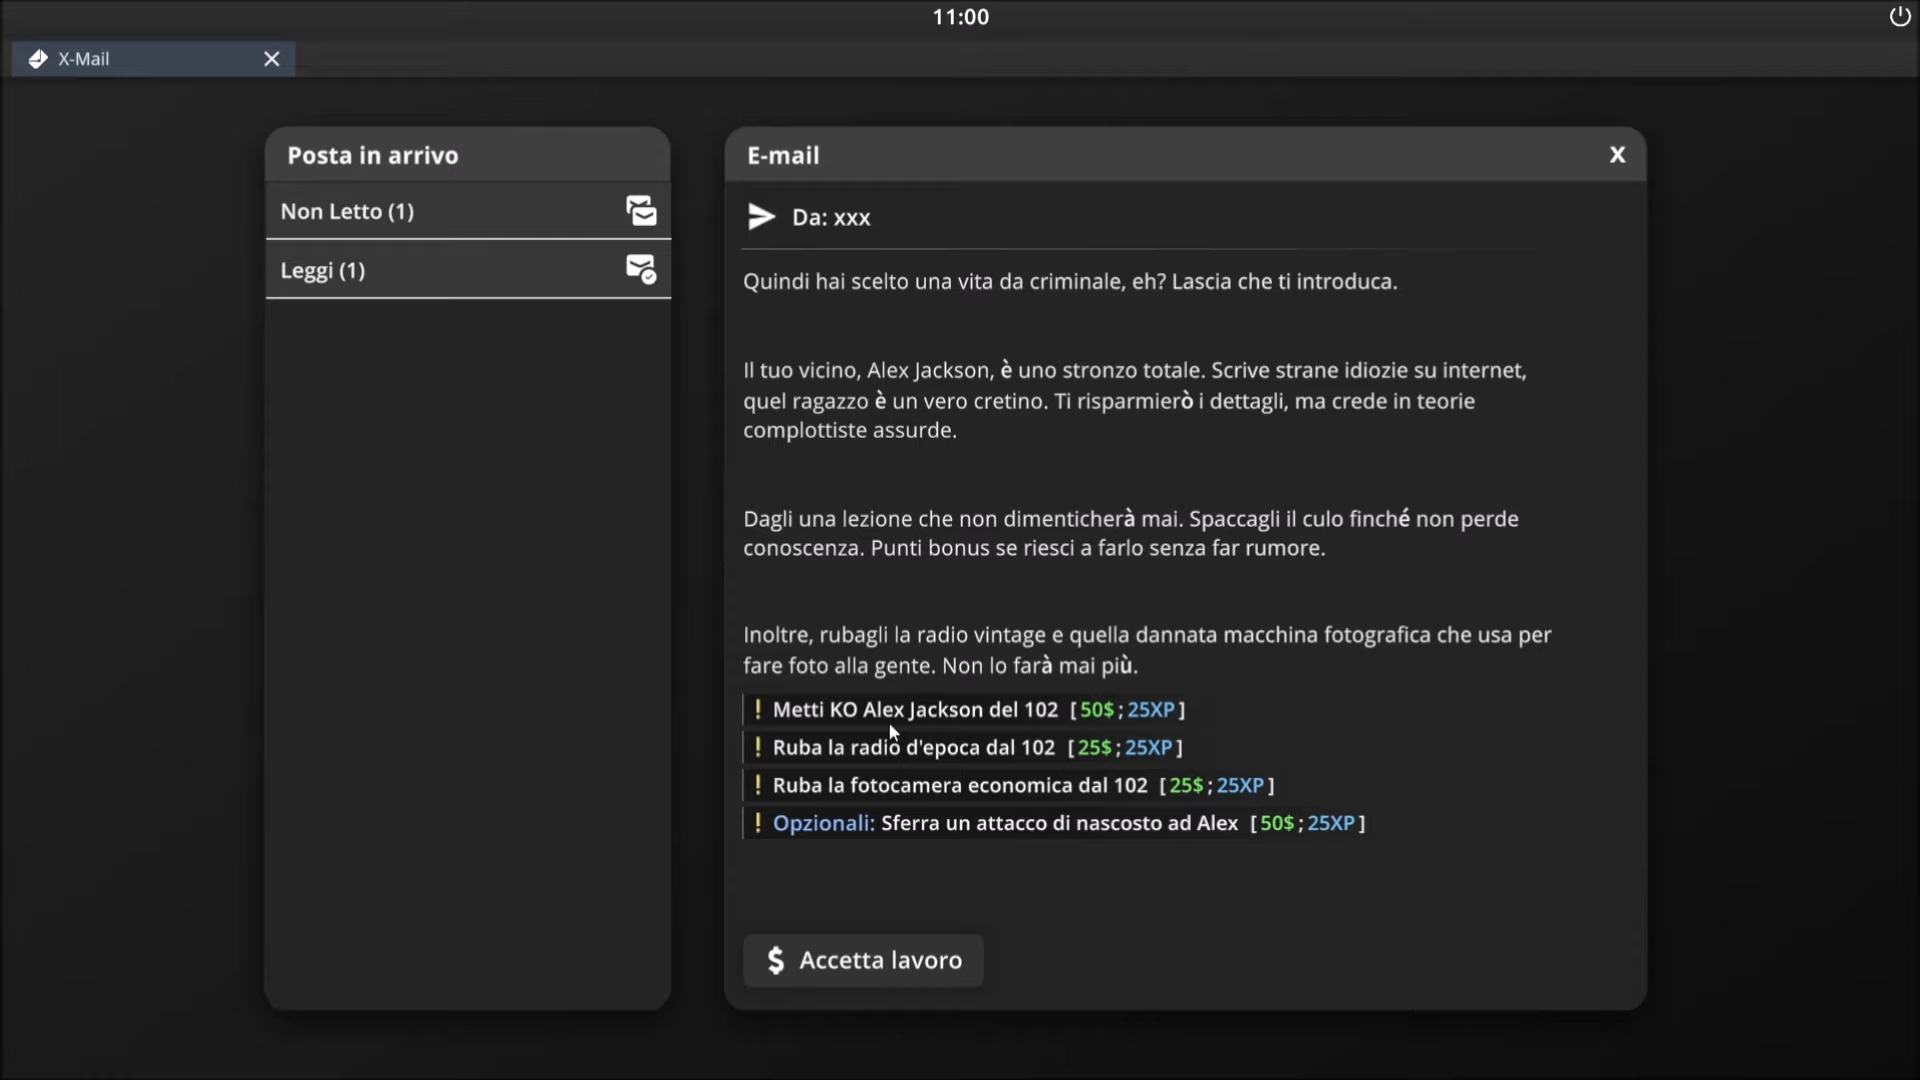 11:00
X-Mail
Posta in arrivo
Non Letto (1)
Leggi (1)
E-mail
X
Da: xxx
Quindi hai scelto una vita da criminale, eh? Lascia che ti introduca.
Il tuo vicino, Alex Jackson, è uno stronzo totale. Scrive strane idiozie su internet,
quel ragazzo è un vero cretino. Ti risparmierò i dettagli, ma crede in teorie
complottiste assurde.
Dagli una lezione che non dimenticherà mai. Spaccagli il culo finché non perde
conoscenza. Punti bonus se riesci a farlo senza far rumore.
Inoltre, rubagli la radio vintage e quella dannata macchina fotografica che usa per
fare foto alla gente. Non lo farà mai più.
! Metti KO Alex Jackson del 102 [50$;25XP]
! Ruba la radio d'epoca dal 102 [25$;25XP]
! Ruba la fotocamera economica dal 102 [25$;25XP]
! Opzionali: Sferra un attacco di nascosto ad Alex [50$;25XP]
$ Accetta lavoro